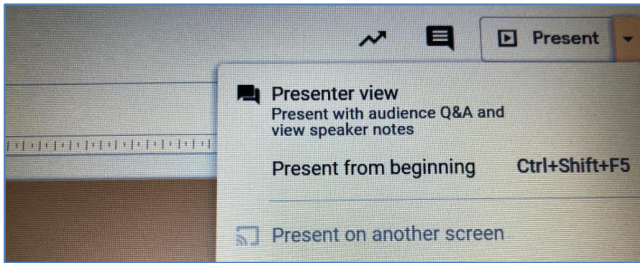 Present
Presenter view
Present with audience Q&A and
view speaker notes
Present from beginning Ctrl+Shift+F5
Present on another screen